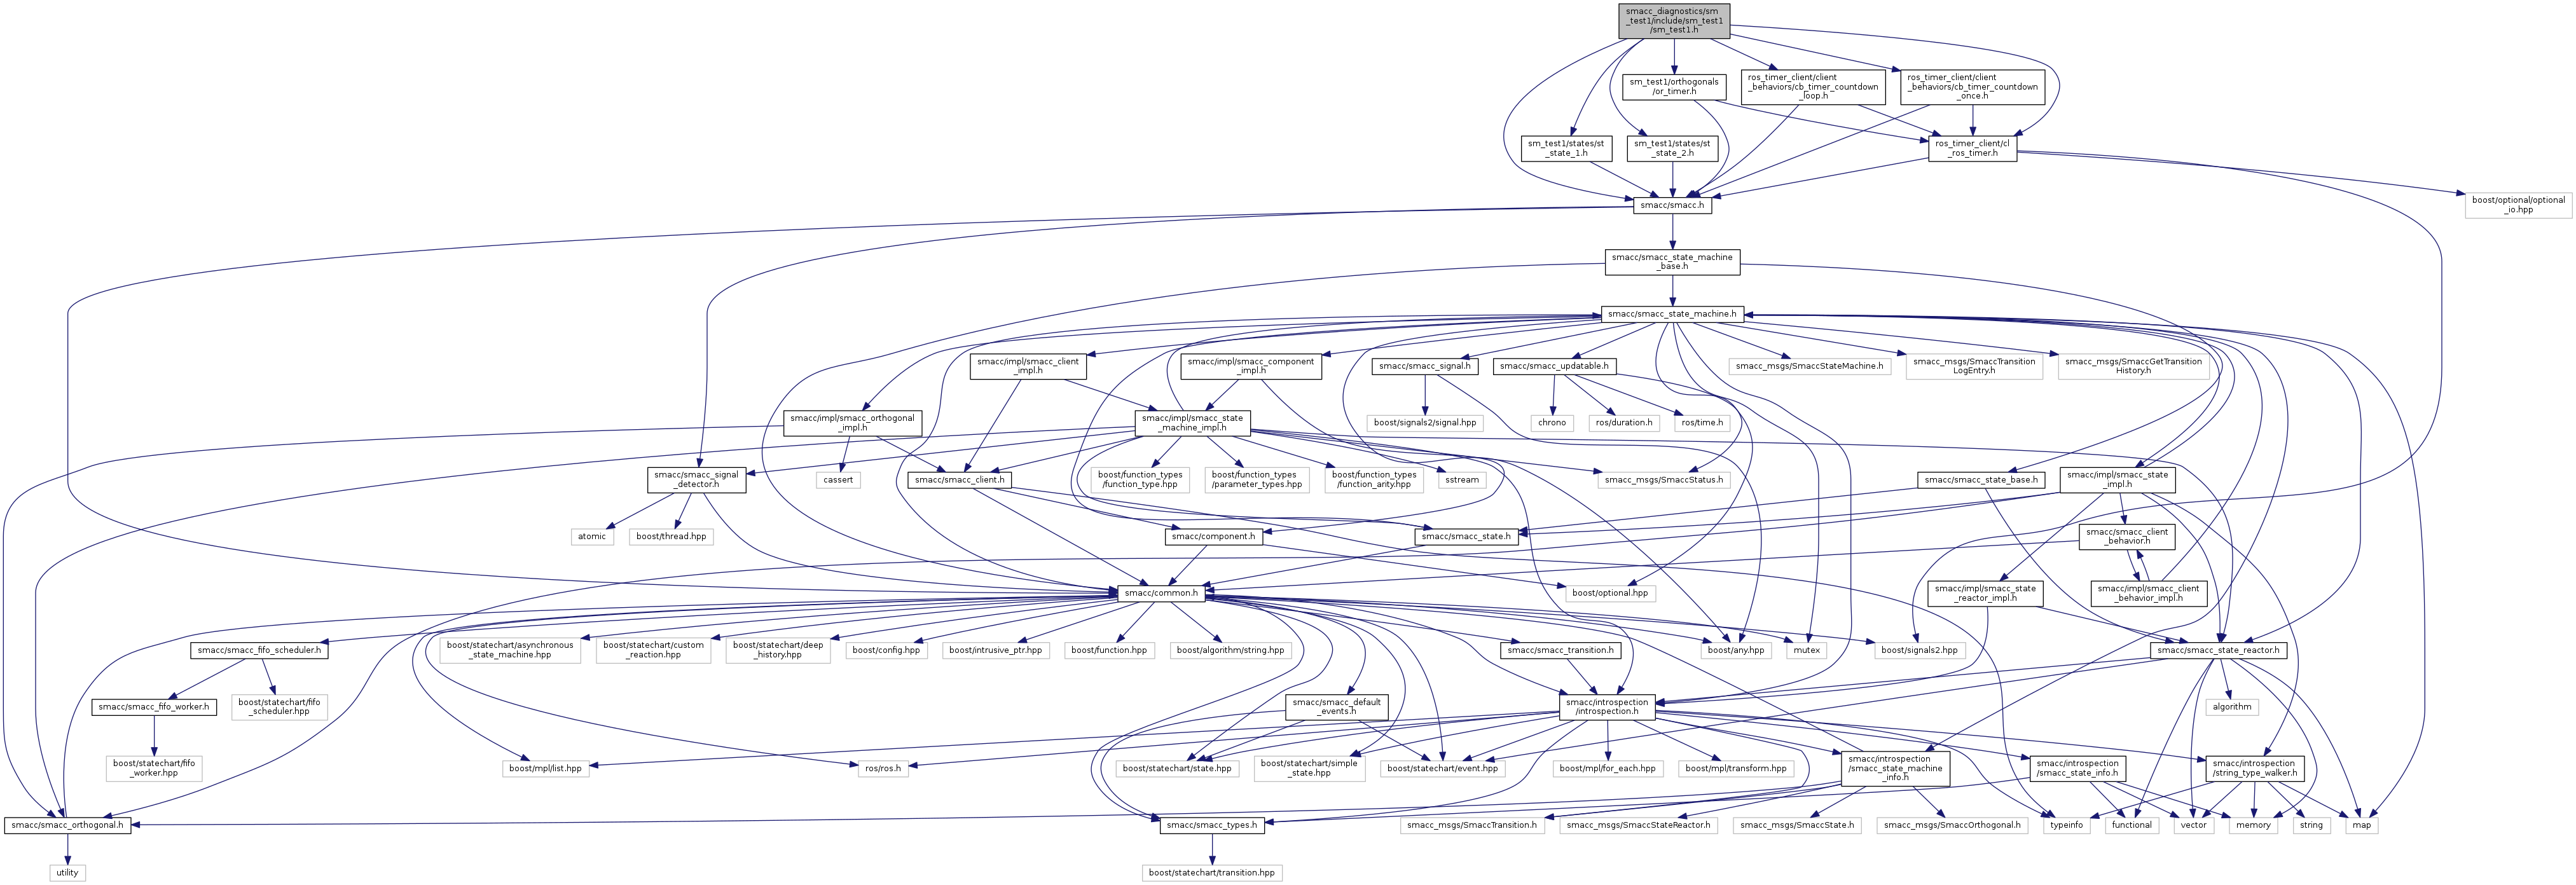 smacc_diagnostics/sm
_test1/include/sm_test1
/sm_test1.h
sm_test1/orthogonals
/or_timer.h
ros_timer_client/client
_behaviors/cb_timer_countdown
_loop.h
ros_timer_client/client
_behaviors/cb_timer_countdown
_once.h
sm_test1/states/st
_state_1.h
sm_test1/states/st
_state_2.h
ros_timer_client/cl
_ros_timer.h
smacc/smacc.h
boost/optional/optional
_io.hpp
smacc/smacc_state_machine
_base.h
smacc/smacc_state_machine.h
smacc/impl/smacc_client
_impl.h
smacc/impl/smacc_component
_impl.h
smacc/smacc_signal.h
smacc/smacc_updatable.h
smacc_msgs/SmaccStateMachine.h
smacc_msgs/SmaccTransition
LogEntry.h
smacc_msgs/SmaccGetTransition
History.h
smacc/impl/smacc_orthogonal
_impl.h
smacc/impl/smacc_state
_machine_impl.h
boost/signals2/signal.hpp
chrono
ros/duration.h
ros/time.h
smacc/smacc_signal
_detector.h
cassert
smacc/smacc_client.h
boost/function_types
/function_type.hpp
boost/function_types
/parameter_types.hpp
boost/function_types
/function_arity.hpp
sstream
smacc_msgs/SmaccStatus.h
smacc/smacc_state_base.h
smacc/impl/smacc_state
_impl.h
atomic
boost/thread.hpp
smacc/component.h
smacc/smacc_state.h
smacc/smacc_client
_behavior.h
smacc/common.h
boost/optional.hpp
smacc/impl/smacc_state
_reactor_impl.h
smacc/impl/smacc_client
_behavior_impl.h
smacc/smacc_fifo_scheduler.h
boost/statechart/asynchronous
_state_machine.hpp
boost/statechart/custom
_reaction.hpp
boost/statechart/deep
_history.hpp
boost/config.hpp
boost/intrusive_ptr.hpp
boost/function.hpp
boost/algorithm/string.hpp
smacc/smacc_transition.h
boost/any.hpp
mutex
boost/signals2.hpp
smacc/smacc_state_reactor.h
smacc/smacc_fifo_worker.h
boost/statechart/fifo
_scheduler.hpp
smacc/smacc_default
_events.h
smacc/introspection
/introspection.h
algorithm
boost/statechart/fifo
_worker.hpp
boost/mpl/list.hpp
ros/ros.h
boost/statechart/state.hpp
boost/statechart/simple
_state.hpp
boost/statechart/event.hpp
boost/mpl/for_each.hpp
boost/mpl/transform.hpp
smacc/introspection
/smacc_state_machine
_info.h
smacc/introspection
/smacc_state_info.h
smacc/introspection
/string_type_walker.h
smacc/smacc_orthogonal.h
smacc/smacc_types.h
smacc_msgs/SmaccTransition.h
smacc_msgs/SmaccStateReactor.h
smacc_msgs/SmaccState.h
smacc_msgs/SmaccOrthogonal.h
typeinfo
functional
vector
memory
string
map
utility
boost/statechart/transition.hpp